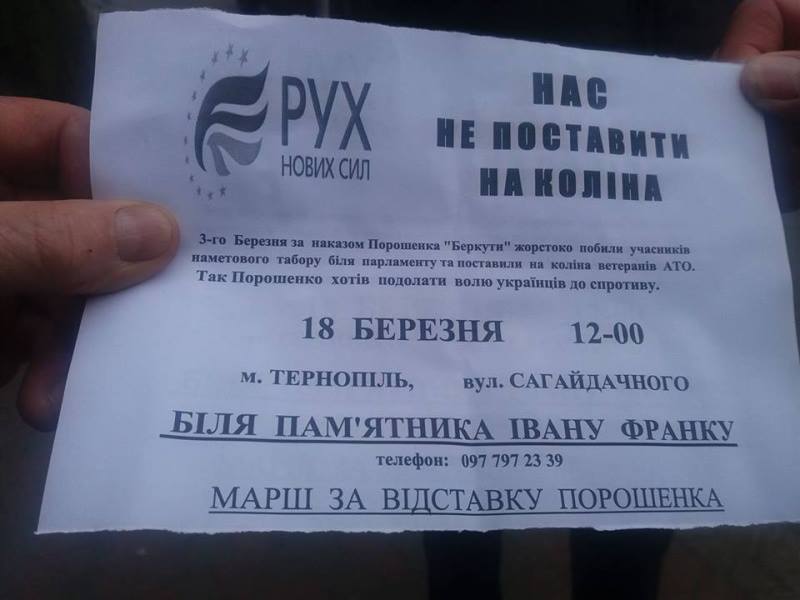 РУХ
НОВИХ СИЛ
НАС
НЕ ПОСТАВИТИ
НА КОЛІНА
3-го Березня за наказом Порошенка "Беркути" жорстоко побили учасників
наметового табору біля парламенту та поставили на коліна ветеранів АТО.
Так Порошенко хотів подолати волю українців до спротиву.
18 БЕРЕЗНЯ 12-00
м. ТЕРНОПІЛЬ, вул. САГАЙДАЧНОГО
БІЛЯ ПАМ'ЯТНИКА ІВАНУ ФРАНКУ
телефон: 097 797 23 39
МАРШ ЗА ВІДСТАВКУ ПОРОШЕНКА